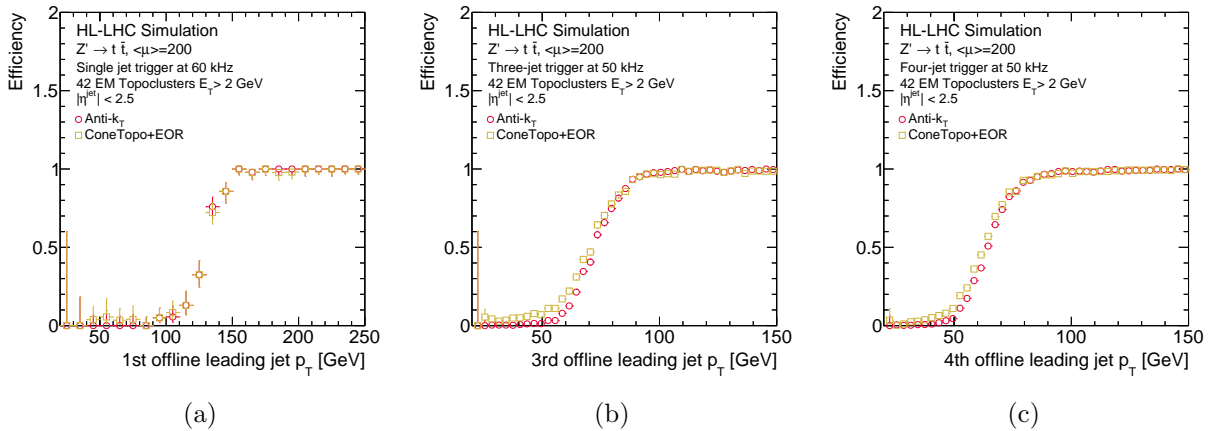 HL-LHC Simulation
Z' → t t̄, <μ>=200
Single jet trigger at 60 kHz
42 EM Topoclusters E_T> 2 GeV
|η^jet| < 2.5
Anti-k_T
ConeTopo+EOR
Efficiency
2
1.5
1
0.5
0
50 100 150 200 250
1st offline leading jet p_T [GeV]
(a)
HL-LHC Simulation
Z' → t t̄, <μ>=200
Three-jet trigger at 50 kHz
42 EM Topoclusters E_T> 2 GeV
|η^jet| < 2.5
Anti-k_T
ConeTopo+EOR
Efficiency
2
1.5
1
0.5
0
50 100 150
3rd offline leading jet p_T [GeV]
(b)
HL-LHC Simulation
Z' → t t̄, <μ>=200
Four-jet trigger at 50 kHz
42 EM Topoclusters E_T> 2 GeV
|η^jet| < 2.5
Anti-k_T
ConeTopo+EOR
Efficiency
2
1.5
1
0.5
0
50 100 150
4th offline leading jet p_T [GeV]
(c)